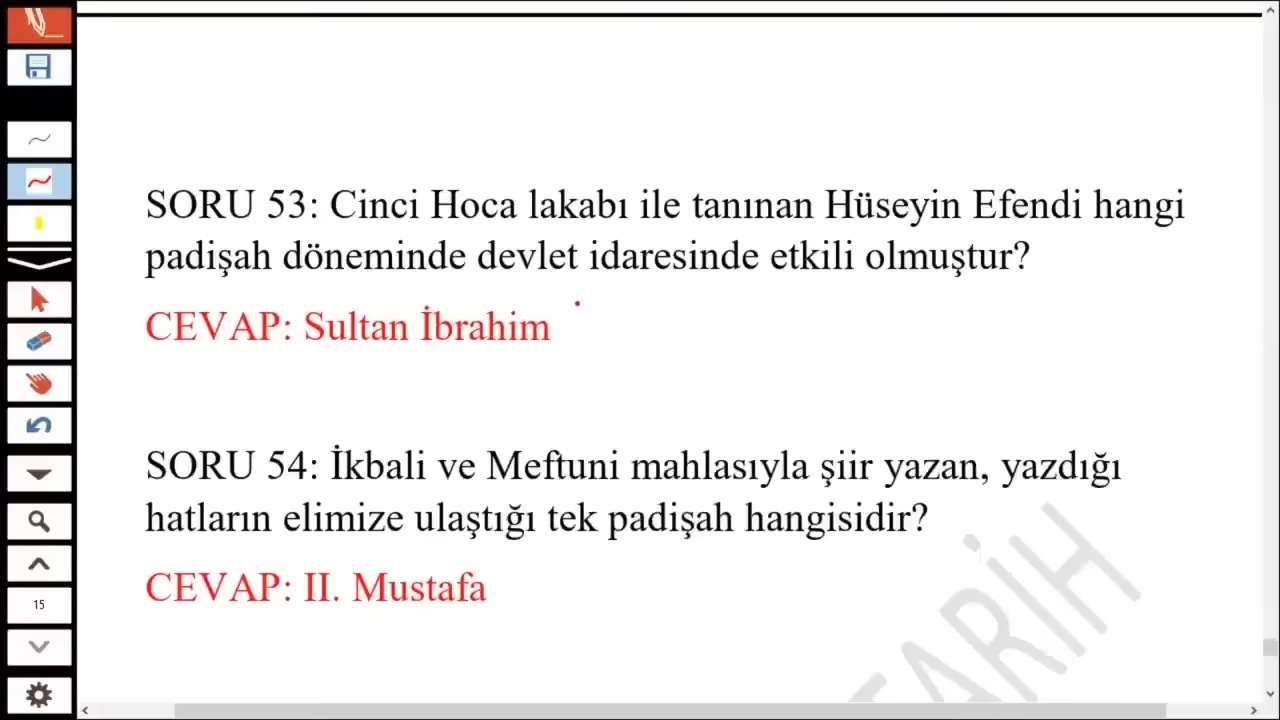 SORU 53: Cinci Hoca lakabı ile tanınan Hüseyin Efendi hangi
padişah döneminde devlet idaresinde etkili olmuştur?
CEVAP: Sultan İbrahim
SORU 54: İkbali ve Meftuni mahlasıyla şiir yazan, yazdığı
hatların elimize ulaştığı tek padişah hangisidir?
CEVAP: II. Mustafa
TARİH
15